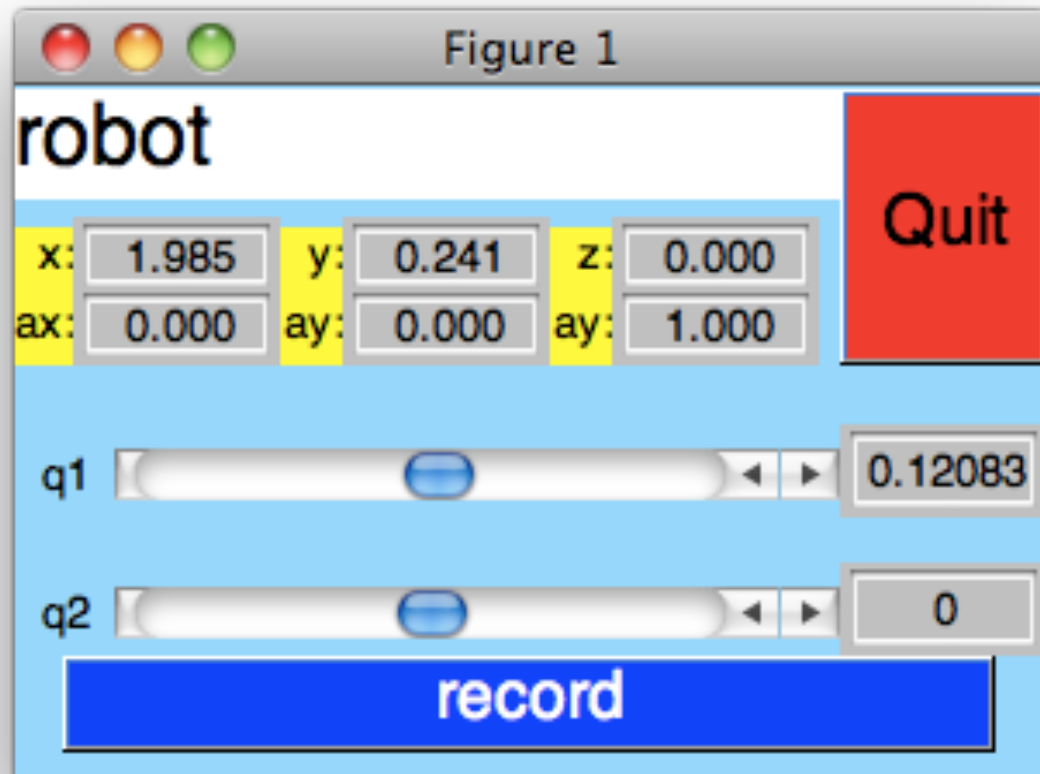 Figure 1
robot
Quit
x: 1.985 y: 0.241 z: 0.000
ax: 0.000 ay: 0.000 ay: 1.000
q1 0.12083
q2 0
record